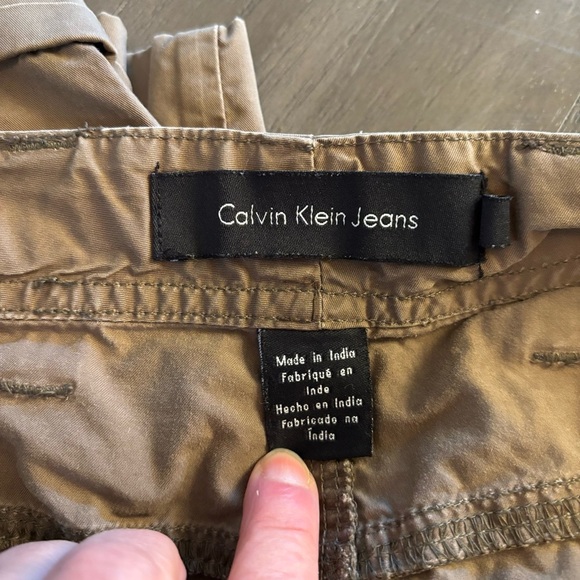 Calvin Klein Jeans
Made in India
Fabriqué en
Inde
Hecho en India
Fabricado na
Índia